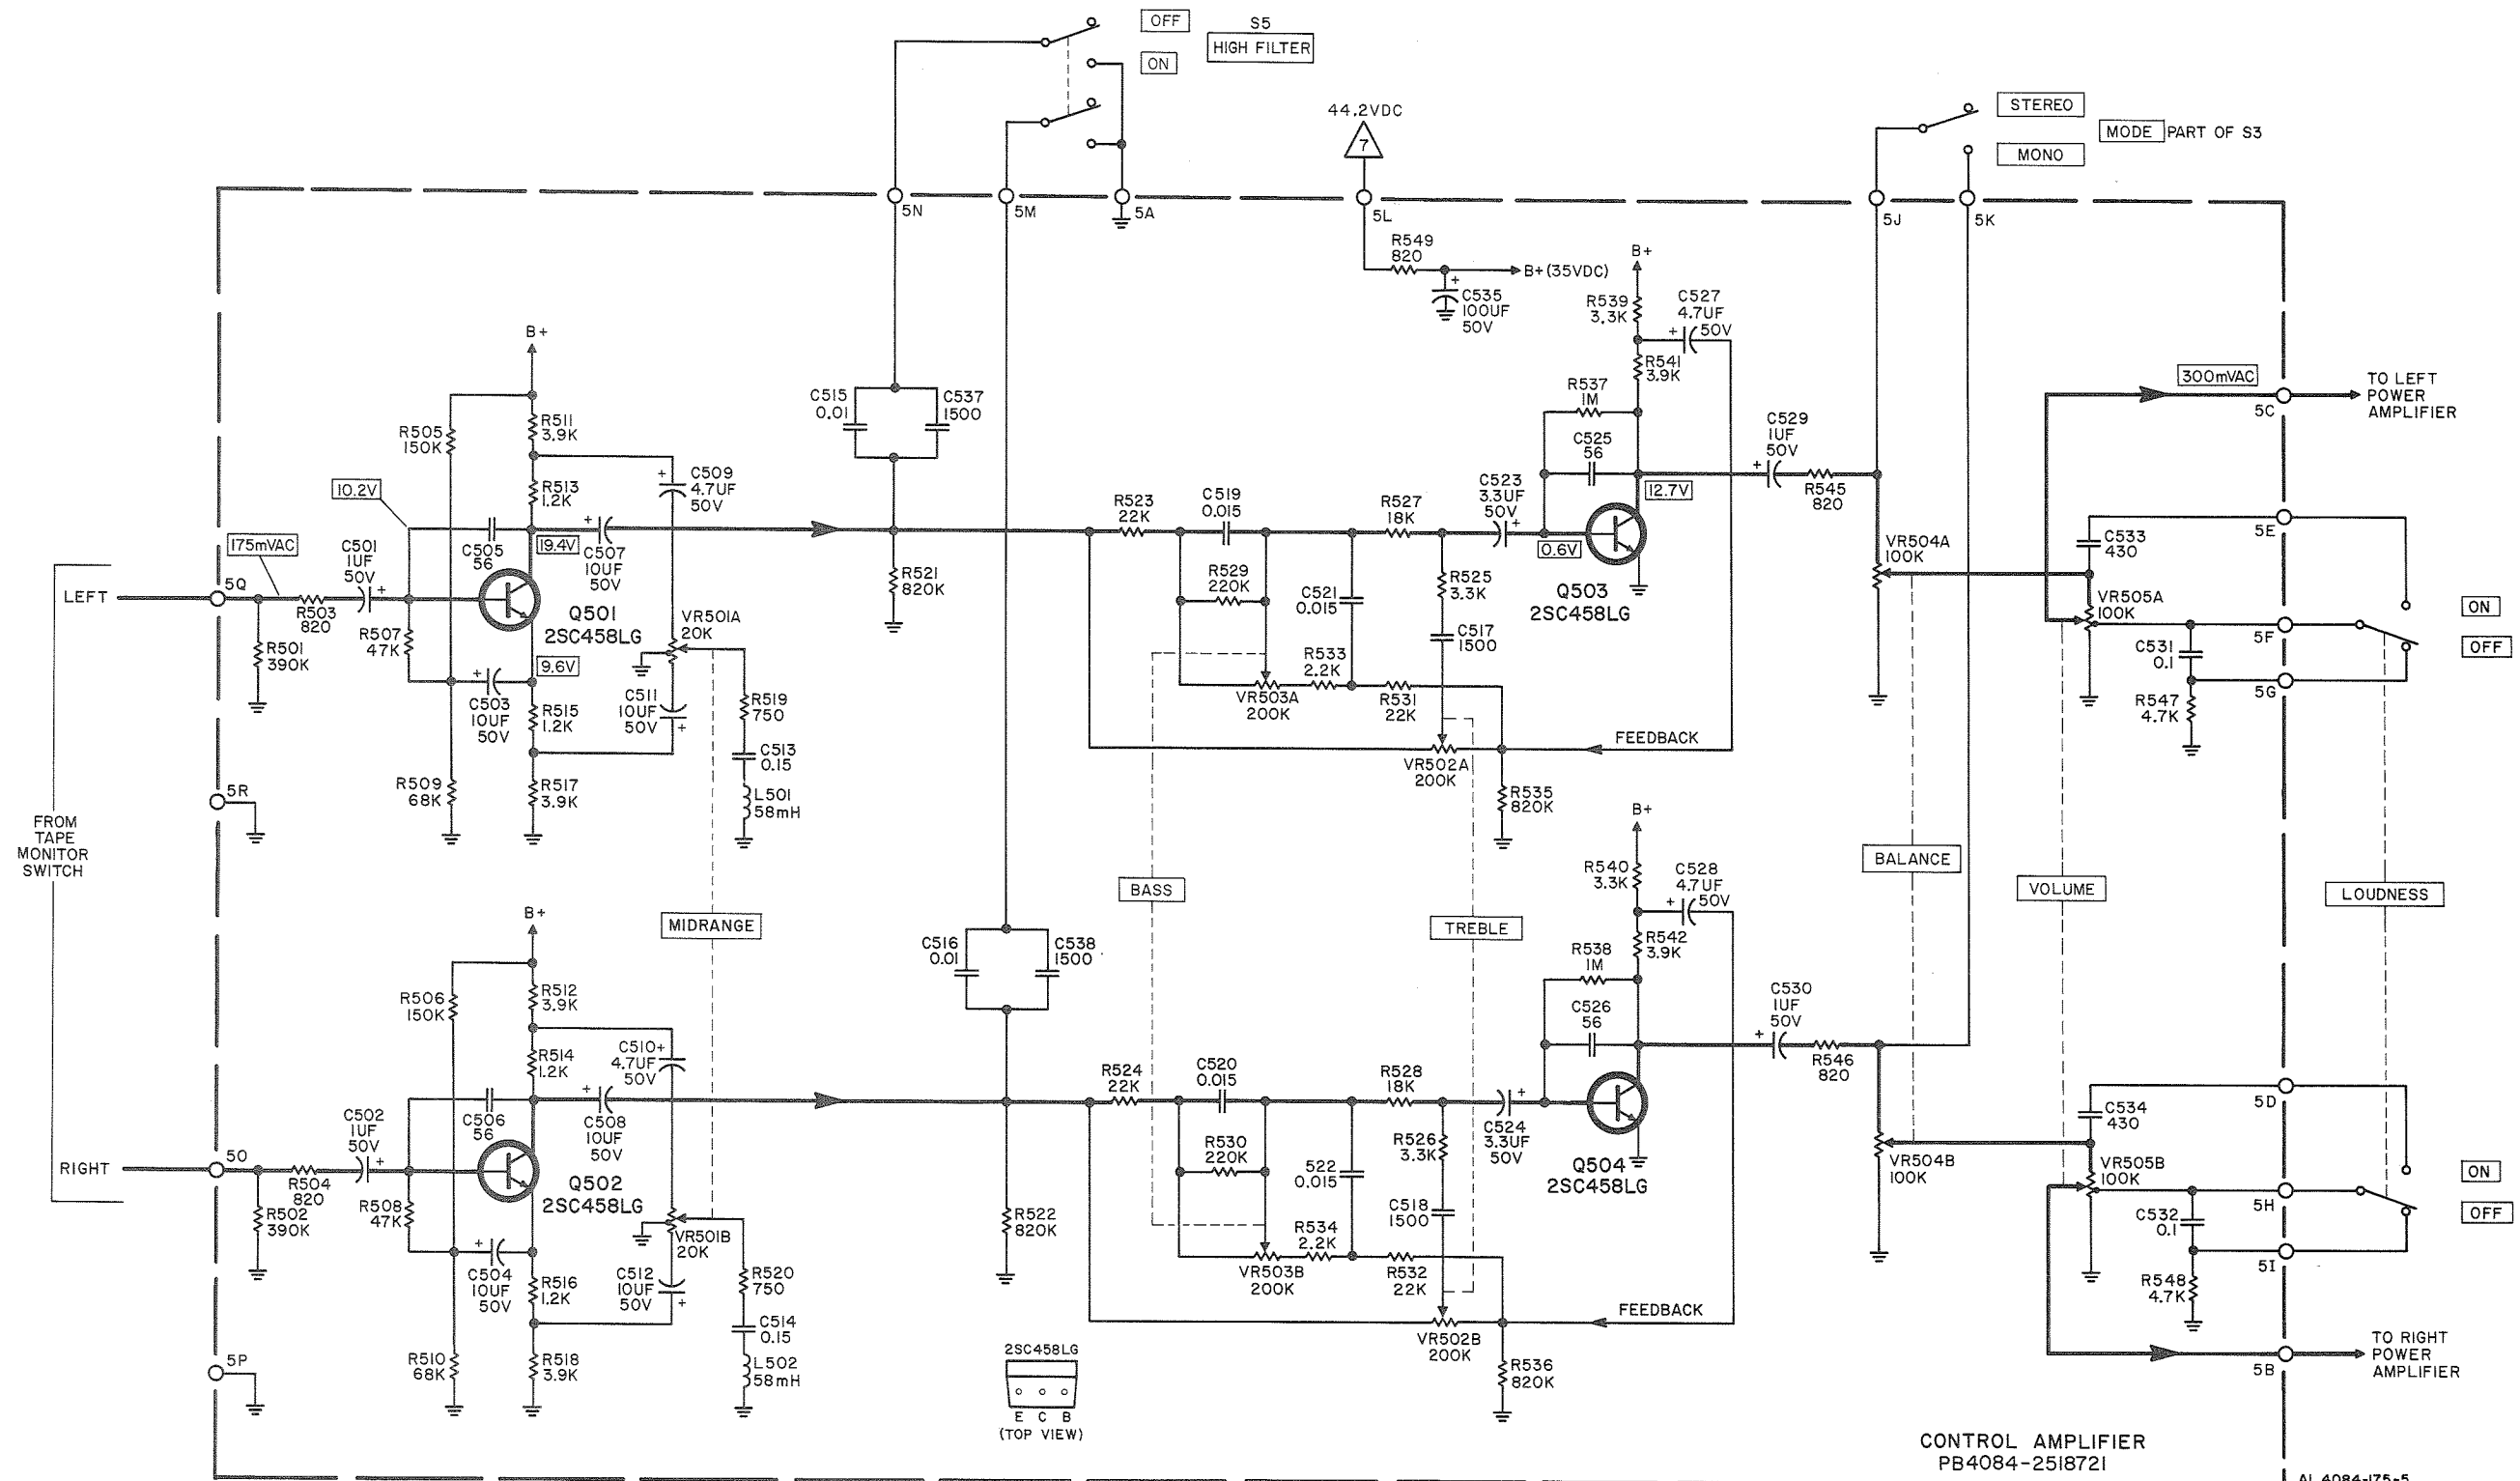 OFF
S5
HIGH FILTER
ON
44.2VDC
7
STEREO
MODE PART OF S3
MONO
5N
5M
5A
5L
5J
5K
R549
820
B+(35VDC)
C535
100UF
50V
B+
R539
3.3K
C527
4.7UF
50V
R541
3.9K
R537
1M
C525
56
C529
1UF
50V
R545
820
12.7V
C523
3.3UF
50V
0.6V
Q503
2SC458LG
300mVAC
5C
TO LEFT
POWER
AMPLIFIER
B+
R505
150K
R511
3.9K
R513
1.2K
C509
4.7UF
50V
10.2V
175mVAC
C501
1UF
50V
C505
56
19.4V
C507
10UF
50V
LEFT
5Q
R503
820
R501
390K
R507
47K
Q501
2SC458LG
9.6V
C503
10UF
50V
R515
1.2K
C511
10UF
50V
VR501A
20K
R519
750
C513
0.15
L501
58mH
R509
68K
R517
3.9K
5R
FROM
TAPE
MONITOR
SWITCH
C515
0.01
C537
1500
R521
820K
R523
22K
C519
0.015
R527
18K
R529
220K
C521
0.015
R525
3.3K
C517
1500
R533
2.2K
VR503A
200K
R531
22K
VR502A
200K
FEEDBACK
R535
820K
VR504A
100K
C533
430
5E
VR505A
100K
5F
C531
0.1
5G
R547
4.7K
ON
OFF
BASS
MIDRANGE
TREBLE
BALANCE
VOLUME
LOUDNESS
B+
R540
3.3K
C528
4.7UF
50V
R542
3.9K
R538
1M
C526
56
C530
1UF
50V
R546
820
C524
3.3UF
50V
Q504
2SC458LG
B+
R506
150K
R512
3.9K
R514
1.2K
C510
4.7UF
50V
C502
1UF
50V
C506
56
C508
10UF
50V
RIGHT
5O
R504
820
R502
390K
R508
47K
Q502
2SC458LG
C504
10UF
50V
R516
1.2K
C512
10UF
50V
VR501B
20K
R520
750
C514
0.15
L502
58mH
R510
68K
R518
3.9K
5P
C516
0.01
C538
1500
R522
820K
R524
22K
C520
0.015
R528
18K
R530
220K
522
0.015
R526
3.3K
C518
1500
R534
2.2K
VR503B
200K
R532
22K
VR502B
200K
FEEDBACK
R536
820K
VR504B
100K
C534
430
5D
VR505B
100K
5H
C532
0.1
5I
R548
4.7K
ON
OFF
5B
TO RIGHT
POWER
AMPLIFIER
2SC458LG
E C B
(TOP VIEW)
CONTROL AMPLIFIER
PB4084-2518721
AL 4084-175-5